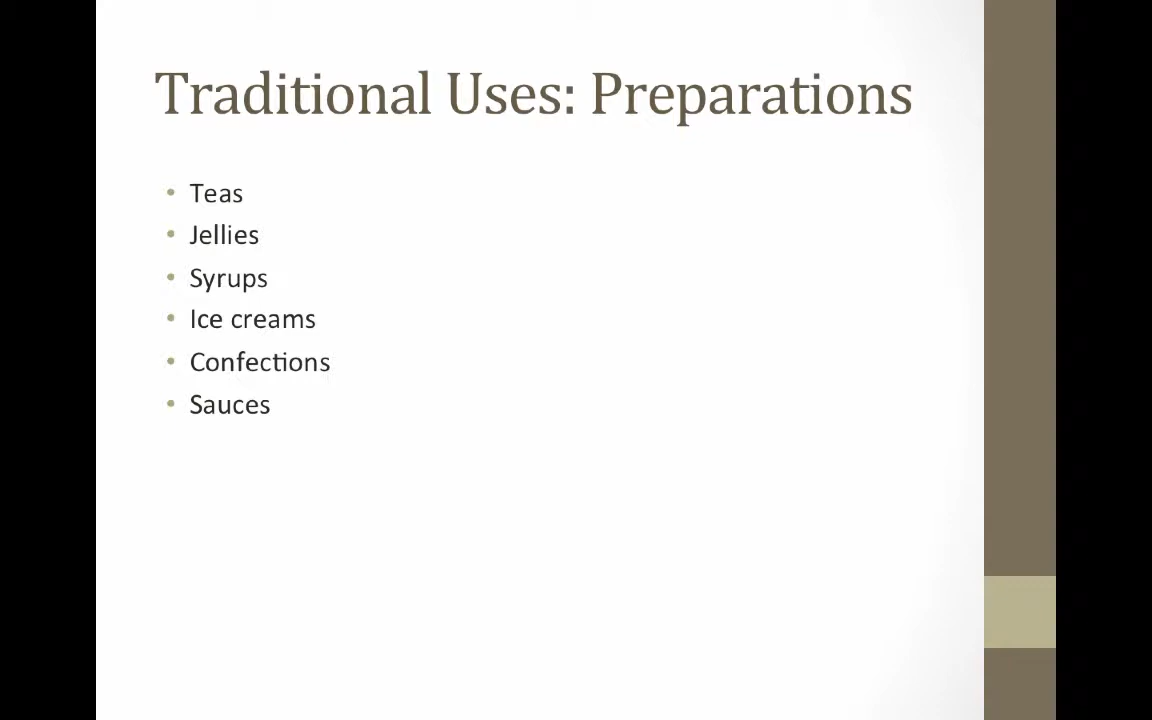 Traditional Uses: Preparations
• Teas
• Jellies
• Syrups
• Ice creams
• Confections
• Sauces